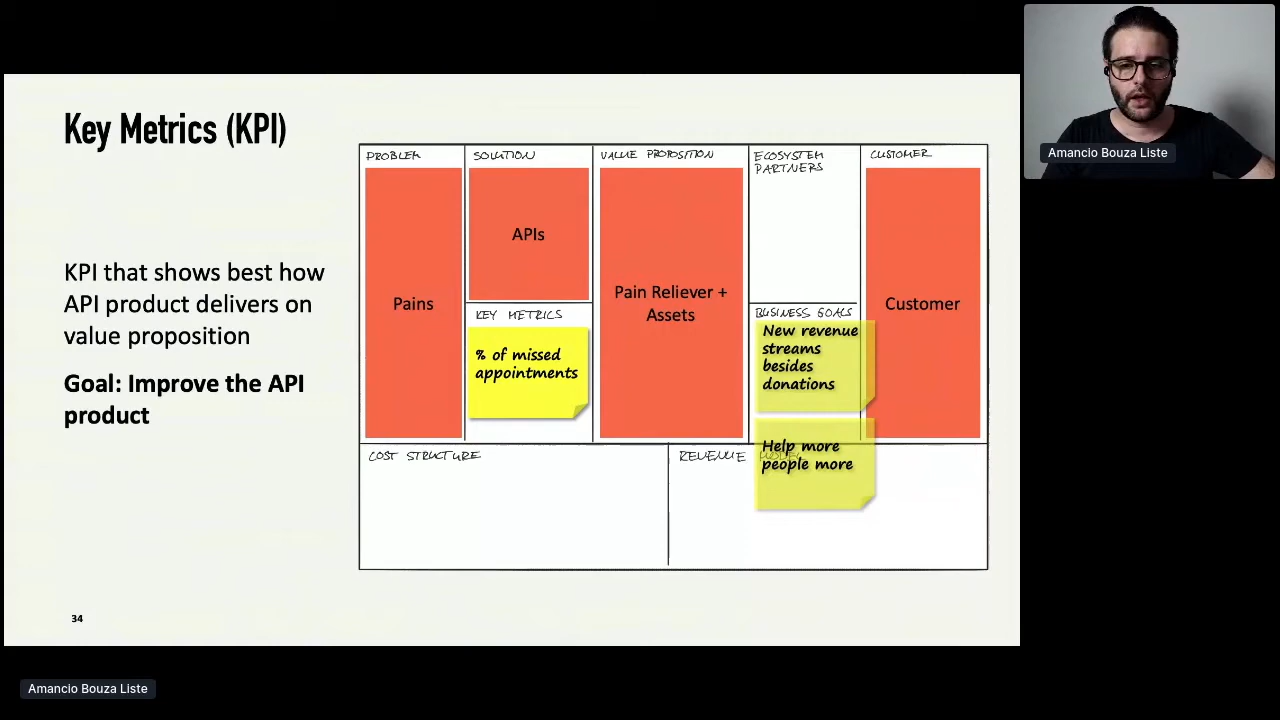 Key Metrics (KPI)
KPI that shows best how
API product delivers on
value proposition
Goal: Improve the API
product
PROBLEM
SOLUTION
VALUE PROPOSITION
ECOSYSTEM
PARTNERS
CUSTOMER
Pains
APIs
Pain Reliever +
Assets
Customer
KEY METRICS
% of missed
appointments
BUSINESS GOALS
New revenue
streams
besides
donations
Help more
people more
COST STRUCTURE
REVENUE MODEL
34
Amancio Bouza Liste
Amancio Bouza Liste